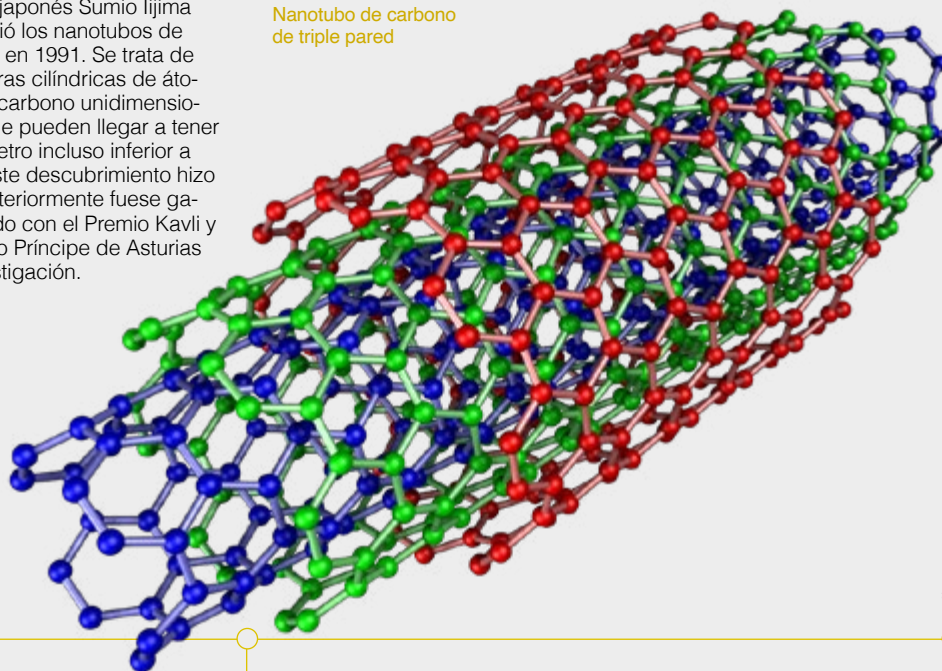 japonés Sumio Iijima
ió los nanotubos de
en 1991. Se trata de
ras cilíndricas de áto-
carbono unidimensio-
e pueden llegar a tener
etro incluso inferior a
ste descubrimiento hizo
teriormente fuese ga-
do con el Premio Kavli y
o Príncipe de Asturias
stigación.
Nanotubo de carbono
de triple pared